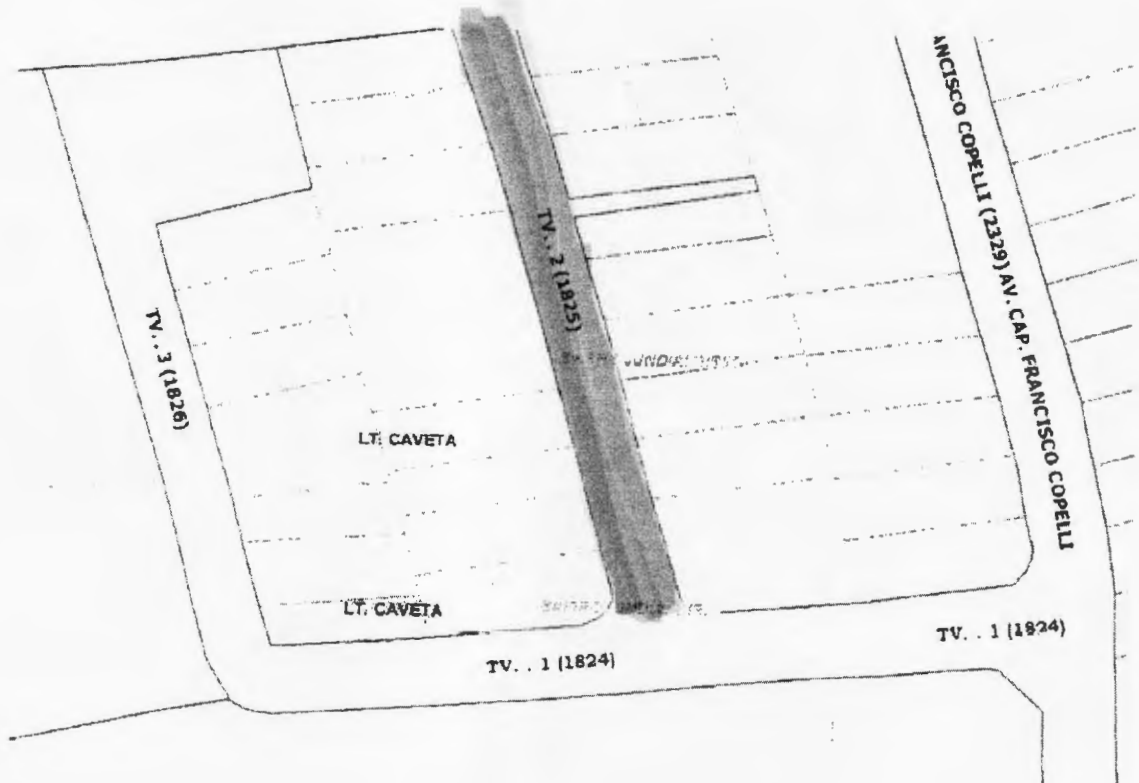 ANCISCO COPELLI (2329) AV. CAP. FRANCISCO COPELLI
TV. . 2 (1825)
TV. . 3 (1826)
LT. CAVETA
LT. CAVETA
TV. . 1 (1824)
TV. . 1 (1824)